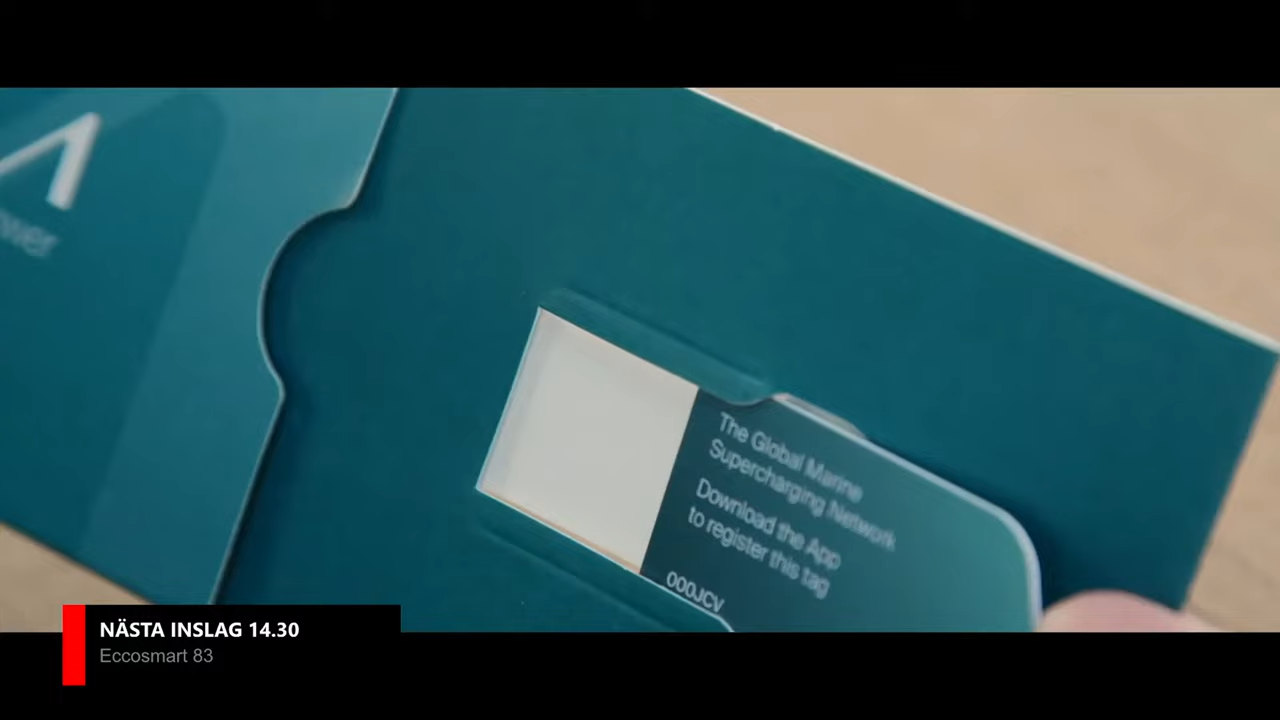 The Global Marine
Supercharging Network
Download the App
to register this tag
000JCV
NÄSTA INSLAG 14.30
Eccosmart 83